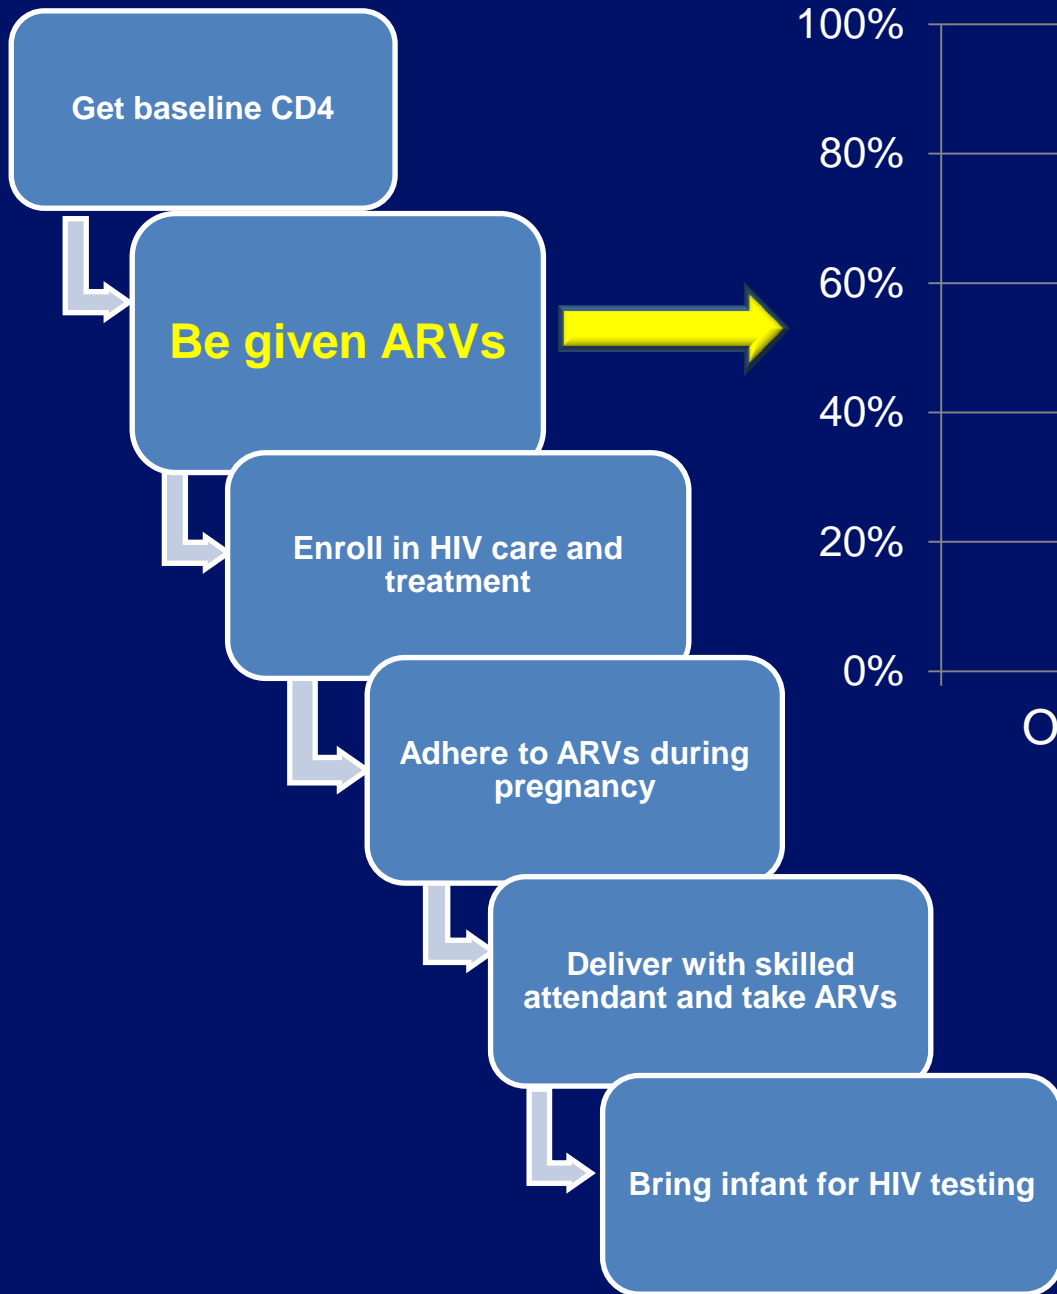 Get baseline CD4
Be given ARVs
Enroll in HIV care and
treatment
Adhere to ARVs during
pregnancy
Deliver with skilled
attendant and take ARVs
Bring infant for HIV testing
100%
80%
60%
40%
20%
0%
O